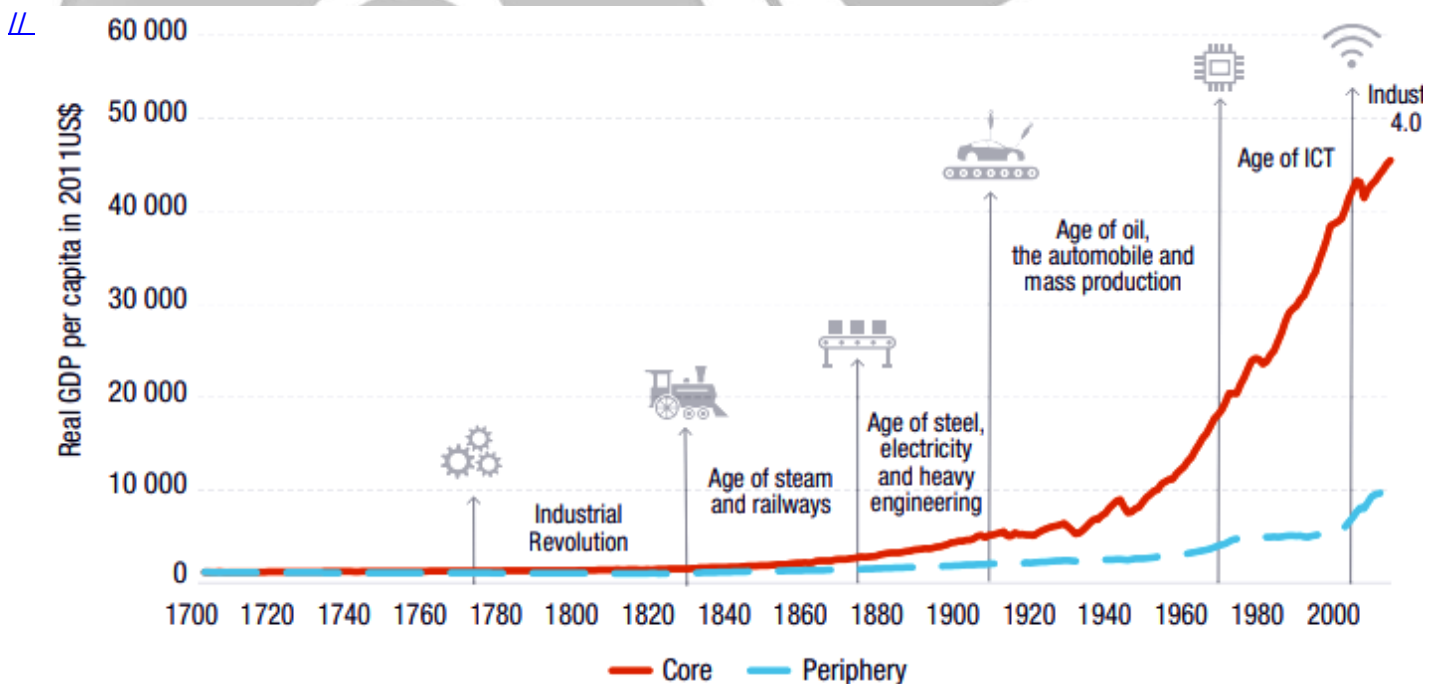 //
60 000
50 000
40 000
30 000
20 000
10 000
0
Real GDP per capita in 2011US$
Industrial
Revolution
Age of steam
and railways
Age of steel,
electricity
and heavy
engineering
Age of oil,
the automobile and
mass production
Age of ICT
Indust
4.0
1700 1720 1740 1760 1780 1800 1820 1840 1860 1880 1900 1920 1940 1960 1980 2000
Core Periphery